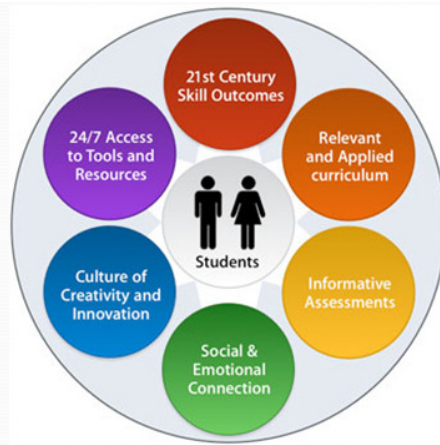 21st Century
Skill Outcomes
24/7 Access
to Tools and
Resources
Relevant
and Applied
curriculum
Students
Culture of
Creativity and
Innovation
Informative
Assessments
Social &
Emotional
Connection